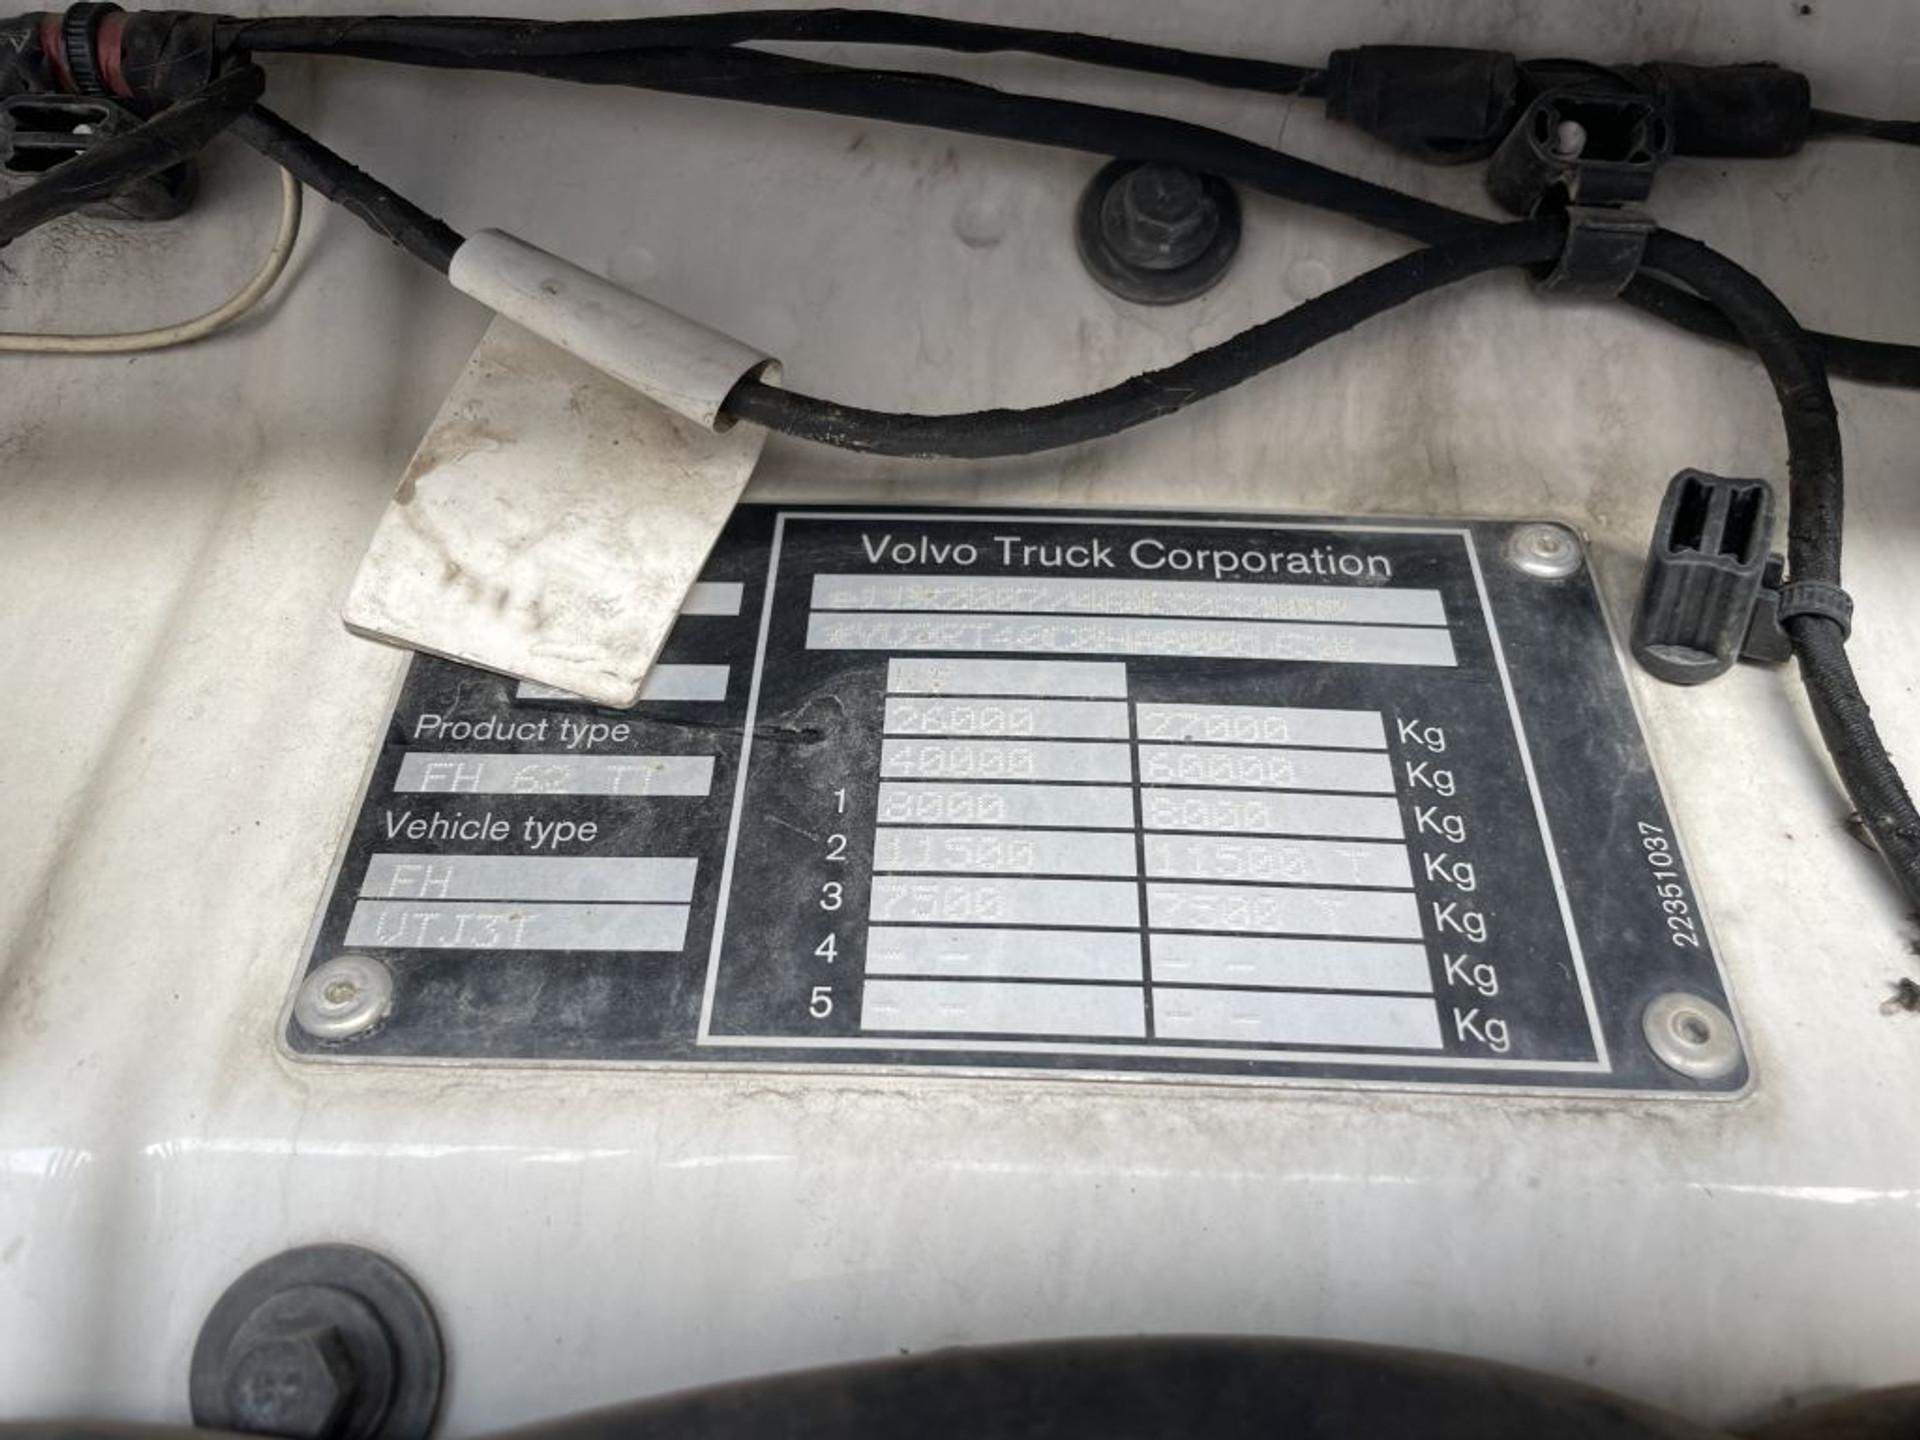 Volvo Truck Corporation
26000 27000 Kg
Product type
40000 60000 Kg
FH 62 TT
1 8000 8000 Kg
Vehicle type
2 11500 11500 T Kg
FH
3 7500 7500 T Kg
VTJ3T
4 - - - - Kg
5 - - - - Kg
22351037